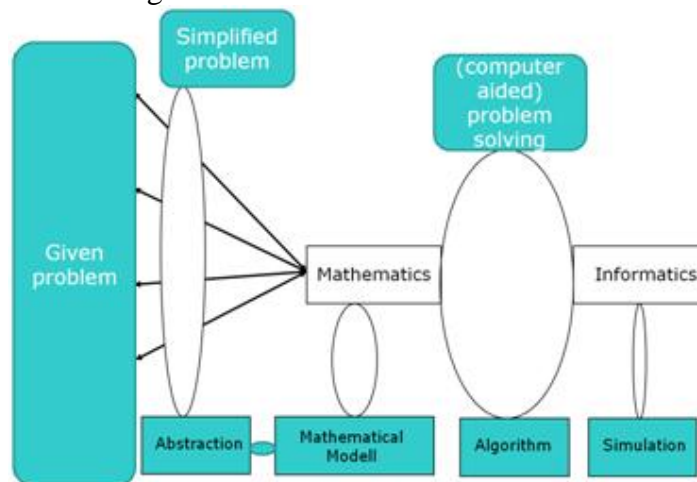 Simplified
problem
(computer
aided)
problem
solving
Given
problem
Mathematics
Informatics
Abstraction
Mathematical
Modell
Algorithm
Simulation